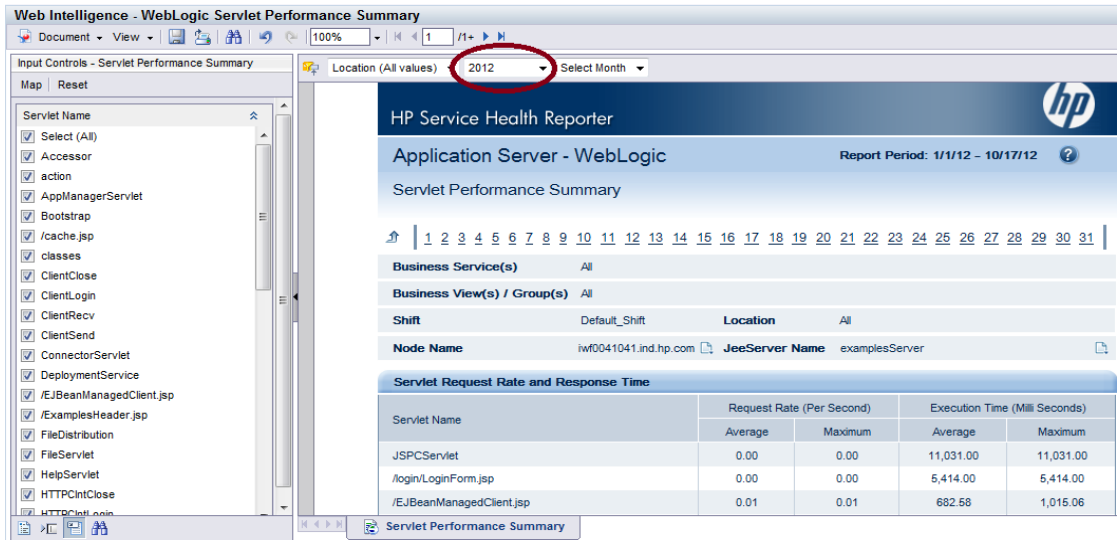 Web Intelligence - WebLogic Servlet Performance Summary
Document View 100% 1 /1+
Input Controls - Servlet Performance Summary
Map Reset
Servlet Name
Select (All)
Accessor
action
AppManagerServlet
Bootstrap
/cache.jsp
classes
ClientClose
ClientLogin
ClientRecv
ClientSend
ConnectorServlet
DeploymentService
/EJBeanManagedClient.jsp
/ExamplesHeader.jsp
FileDistribution
FileServlet
HelpServlet
HTTPClntClose
HTTPClntLogin
Location (All values) 2012 Select Month
HP Service Health Reporter
hp
Application Server - WebLogic Report Period: 1/1/12 - 10/17/12 ?
Servlet Performance Summary
1 2 3 4 5 6 7 8 9 10 11 12 13 14 15 16 17 18 19 20 21 22 23 24 25 26 27 28 29 30 31
Business Service(s) All
Business View(s) / Group(s) All
Shift Default_Shift Location All
Node Name iwf0041041.ind.hp.com JeeServer Name examplesServer
Servlet Request Rate and Response Time
Servlet Name Request Rate (Per Second) Execution Time (Milli Seconds)
Average Maximum Average Maximum
JSPCServlet 0.00 0.00 11,031.00 11,031.00
/login/LoginForm.jsp 0.00 0.00 5,414.00 5,414.00
/EJBeanManagedClient.jsp 0.01 0.01 682.58 1,015.06
Servlet Performance Summary